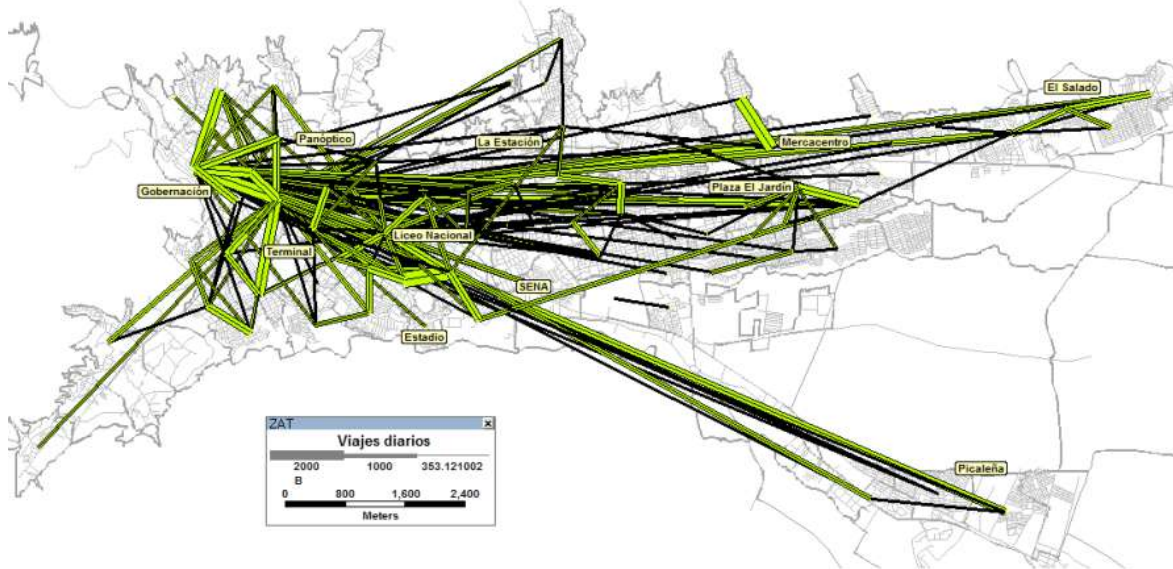 El Salado
Panóptico
La Estación
Mercacentro
Gobernación
Plaza El Jardín
Liceo Nacional
Terminal
SENA
Estadio
ZAT
Viajes diarios
2000 1000 353.121002
B
0 800 1,600 2,400
Meters
Picaleña